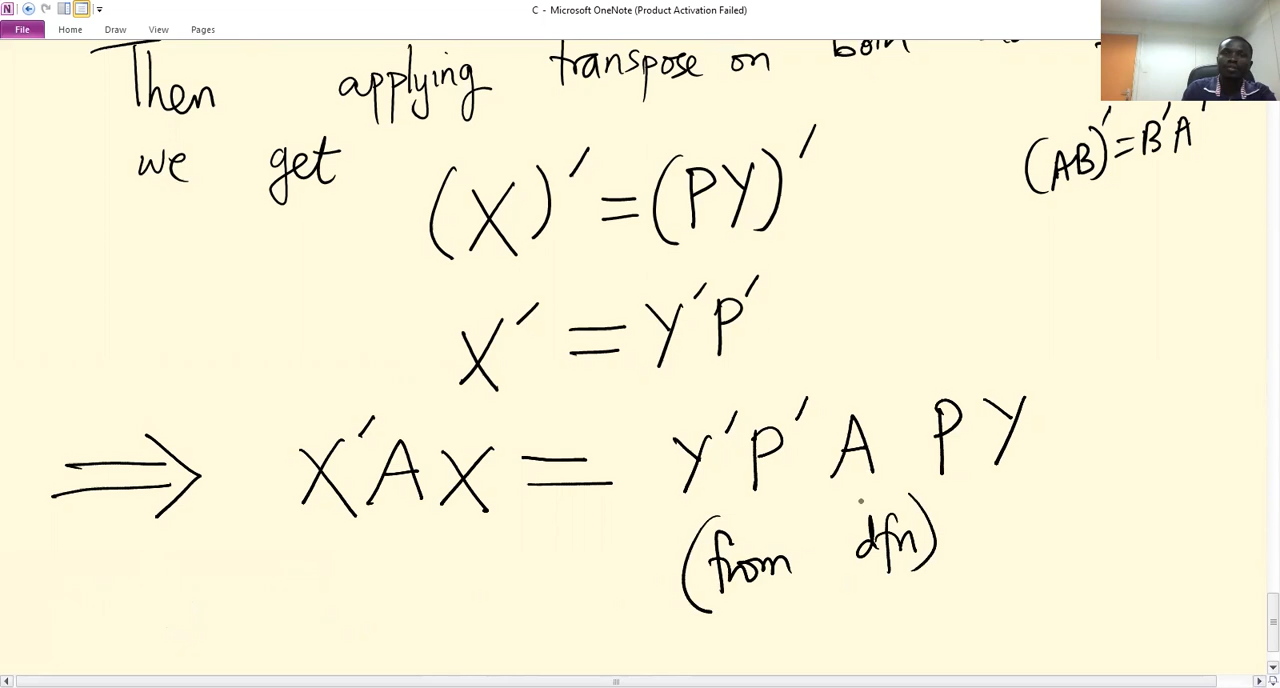 C - Microsoft OneNote (Product Activation Failed)
File Home Draw View Pages
Then applying transpose on both
we get
(AB)' = B'A'
(X)' = (PY)'
X' = Y'P'
⟹ X'AX = Y'P'A PY
(from dfn)